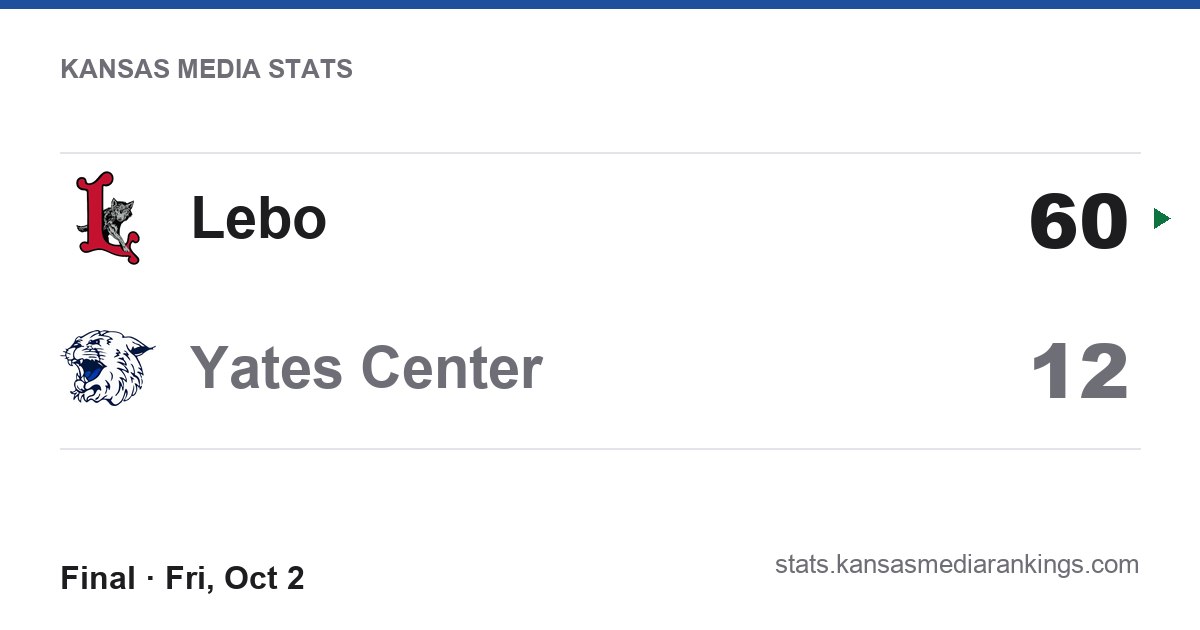 KANSAS MEDIA STATS
Lebo 60
Yates Center 12
Final · Fri, Oct 2
stats.kansasmediarankings.com